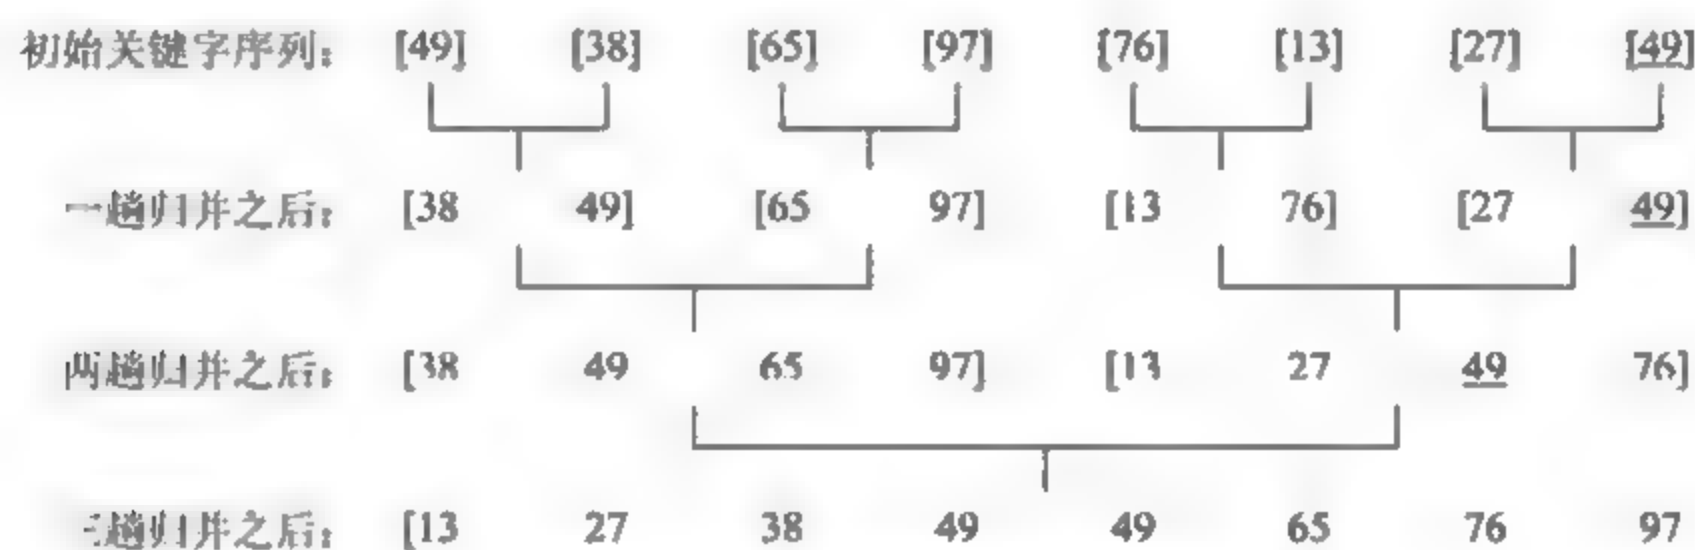 初始关键字序列: [49] [38] [65] [97] [76] [13] [27] [49]
一趟归并之后: [38 49] [65 97] [13 76] [27 49]
两趟归并之后: [38 49 65 97] [13 27 49 76]
三趟归并之后: [13 27 38 49 49 65 76 97